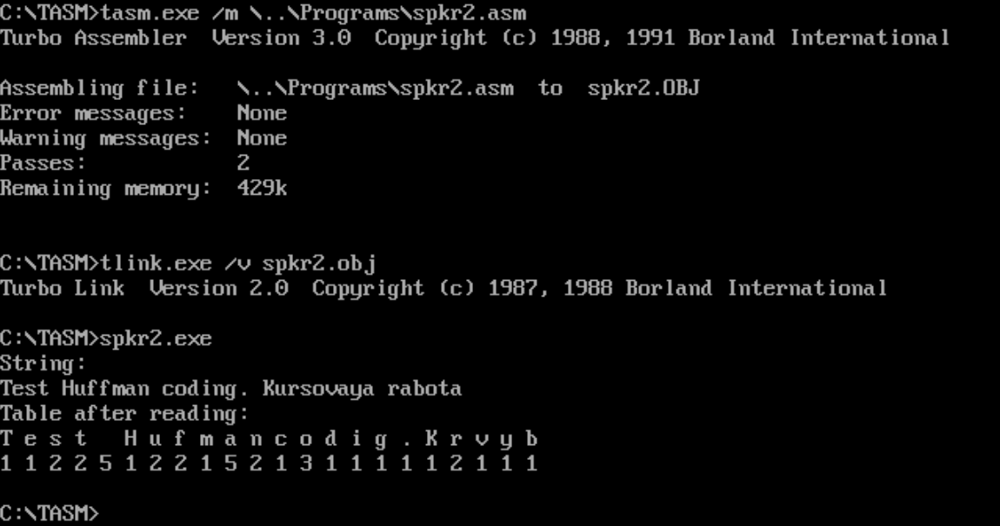 C:\TASM>tasm.exe /m \..\Programs\spkr2.asm
Turbo Assembler  Version 3.0  Copyright (c) 1988, 1991 Borland International
Assembling file:   \..\Programs\spkr2.asm  to  spkr2.OBJ
Error messages:    None
Warning messages:  None
Passes:            2
Remaining memory:  429k
C:\TASM>tlink.exe /v spkr2.obj
Turbo Link  Version 2.0  Copyright (c) 1987, 1988 Borland International
C:\TASM>spkr2.exe
String:
Test Huffman coding. Kursovaya rabota
Table after reading:
T e s t   H u f m a n c o d i g . K r v y b
1 1 2 2 5 1 2 2 1 5 2 1 3 1 1 1 1 1 2 1 1 1
C:\TASM>